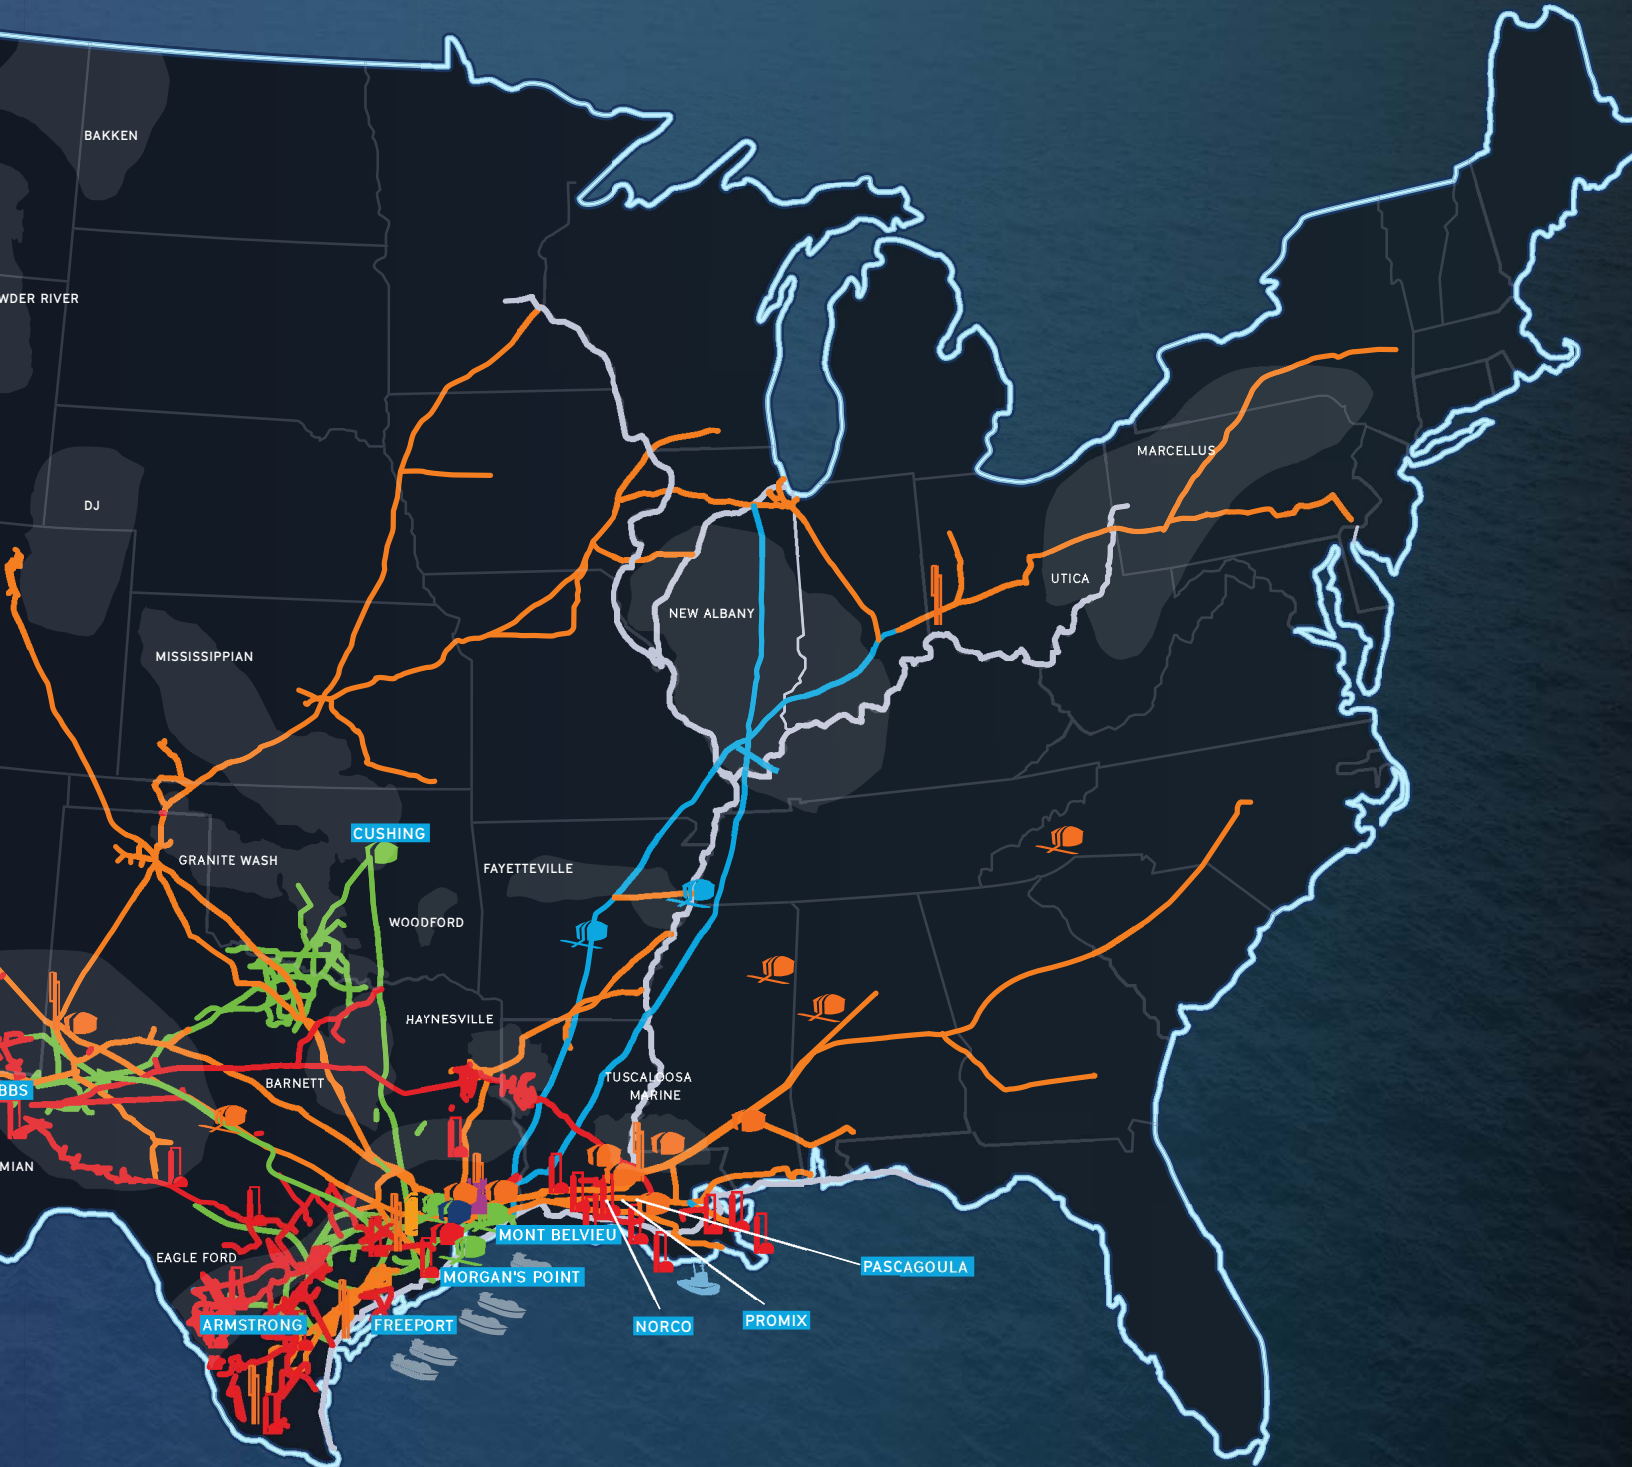 BAKKEN
WDER RIVER
MARCELLUS
DJ
UTICA
NEW ALBANY
MISSISSIPPIAN
CUSHING
GRANITE WASH
FAYETTEVILLE
WOODFORD
HAYNESVILLE
TUSCALOOSA
MARINE
BARNETT
BBS
MIAN
MONT BELVIEU
EAGLE FORD
PASCAGOULA
MORGAN'S POINT
ARMSTRONG
FREEPORT
NORCO
PROMIX